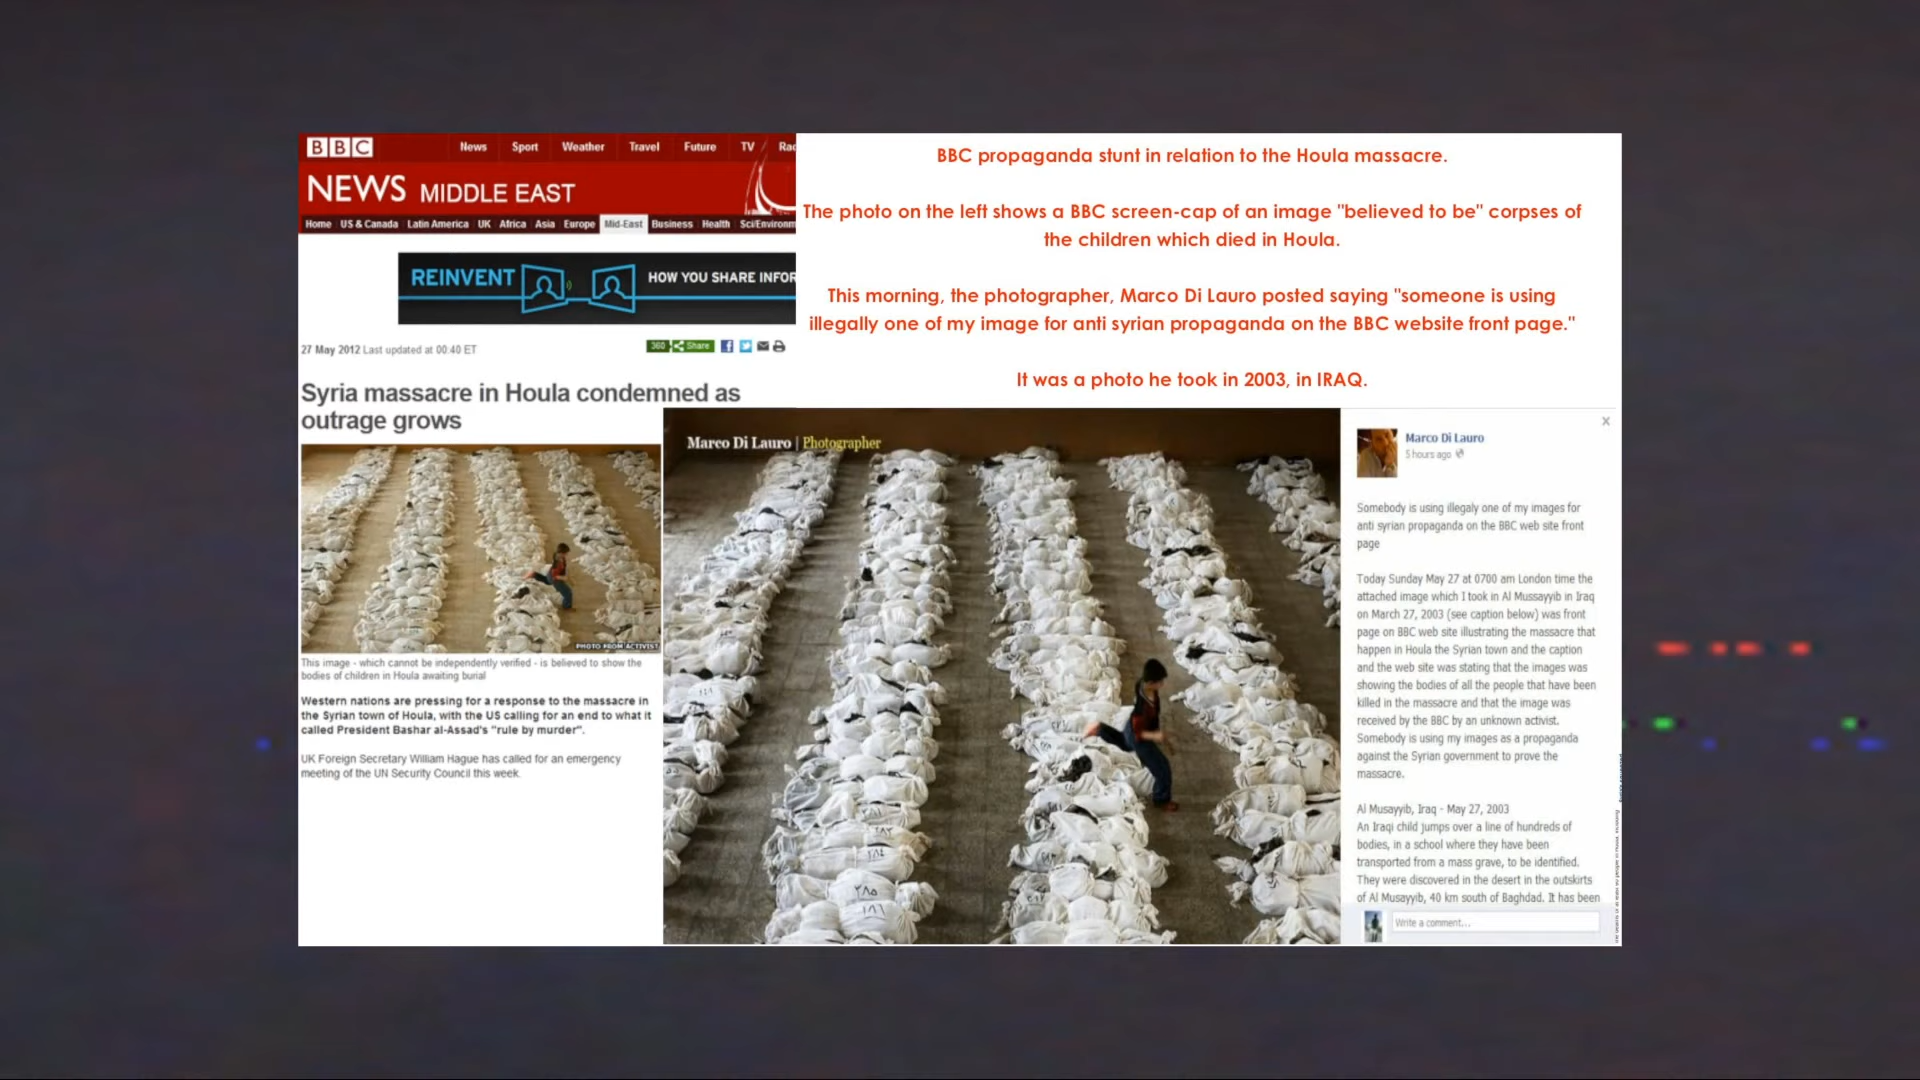 BBC
News Sport Weather Travel Future TV
NEWS MIDDLE EAST
Home US & Canada Latin America UK Africa Asia Europe Mid-East Business Health Sci/Environm
REINVENT HOW YOU SHARE INFOR
27 May 2012 Last updated at 00:40 ET
360 Share
Syria massacre in Houla condemned as
outrage grows
PHOTO FROM ACTIVIST
This image - which cannot be independently verified - is believed to show the
bodies of children in Houla awaiting burial
Western nations are pressing for a response to the massacre in
the Syrian town of Houla, with the US calling for an end to what it
called President Bashar al-Assad's "rule by murder".
UK Foreign Secretary William Hague has called for an emergency
meeting of the UN Security Council this week.
BBC propaganda stunt in relation to the Houla massacre.
The photo on the left shows a BBC screen-cap of an image "believed to be" corpses of
the children which died in Houla.
This morning, the photographer, Marco Di Lauro posted saying "someone is using
illegally one of my image for anti syrian propaganda on the BBC website front page."
It was a photo he took in 2003, in IRAQ.
Marco Di Lauro | Photographer
Marco Di Lauro
5 hours ago
Somebody is using illegaly one of my images for
anti syrian propaganda on the BBC web site front
page
Today Sunday May 27 at 0700 am London time the
attached image which I took in Al Mussayyib in Iraq
on March 27, 2003 (see caption below) was front
page on BBC web site illustrating the massacre that
happen in Houla the Syrian town and the caption
and the web site was stating that the images was
showing the bodies of all the people that have been
killed in the massacre and that the image was
received by the BBC by an unknown activist.
Somebody is using my images as a propaganda
against the Syrian government to prove the
massacre.
Al Musayyib, Iraq - May 27, 2003
An Iraqi child jumps over a line of hundreds of
bodies, in a school where they have been
transported from a mass grave, to be identified.
They were discovered in the desert in the outskirts
of Al Musayyib, 40 km south of Baghdad. It has been
Write a comment...